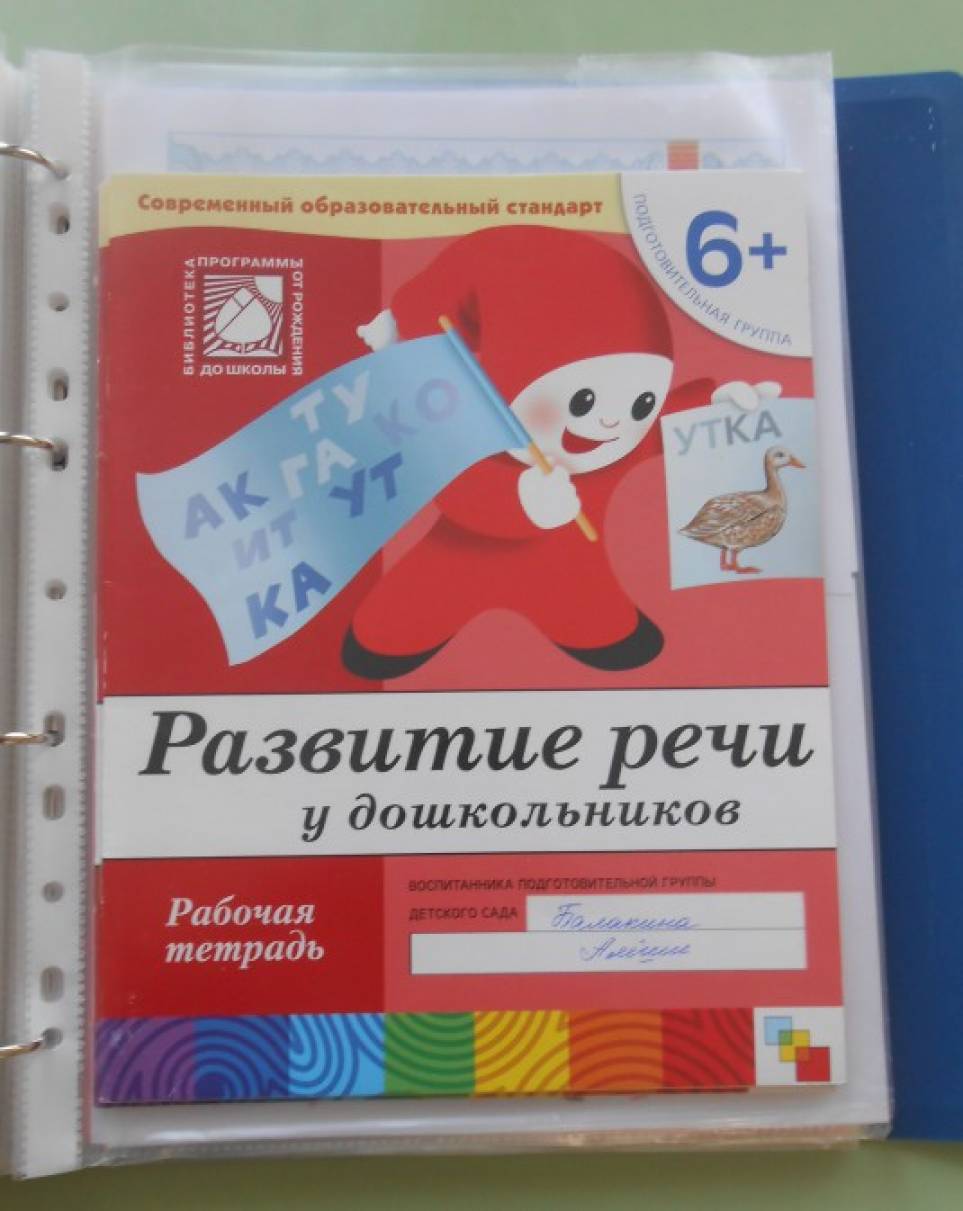 Современный образовательный стандарт
6+
ПОДГОТОВИТЕЛЬНАЯ ГРУППА
БИБЛИОТЕКА
ПРОГРАММЫ
ОТ РОЖДЕНИЯ
ДО ШКОЛЫ
ТУ
КО
ГА
АК
УТ
ИТ
КА
УТКА
Развитие речи
у дошкольников
Рабочая
тетрадь
ВОСПИТАННИКА ПОДГОТОВИТЕЛЬНОЙ ГРУППЫ
ДЕТСКОГО САДА Балакина
Алёши